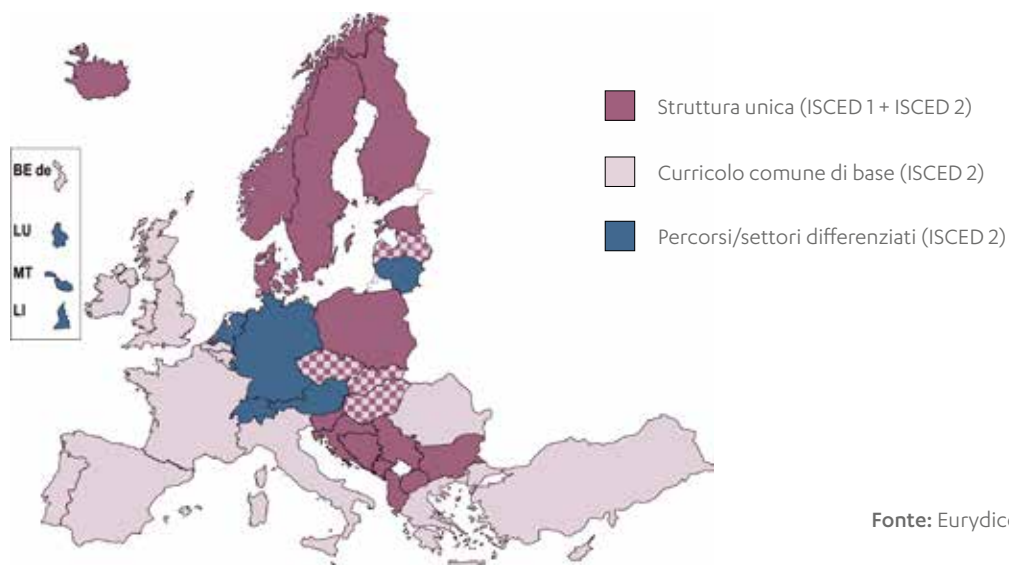 Struttura unica (ISCED 1 + ISCED 2)
Curricolo comune di base (ISCED 2)
Percorsi/settori differenziati (ISCED 2)
BE de
LU
MT
LI
Fonte: Eurydice